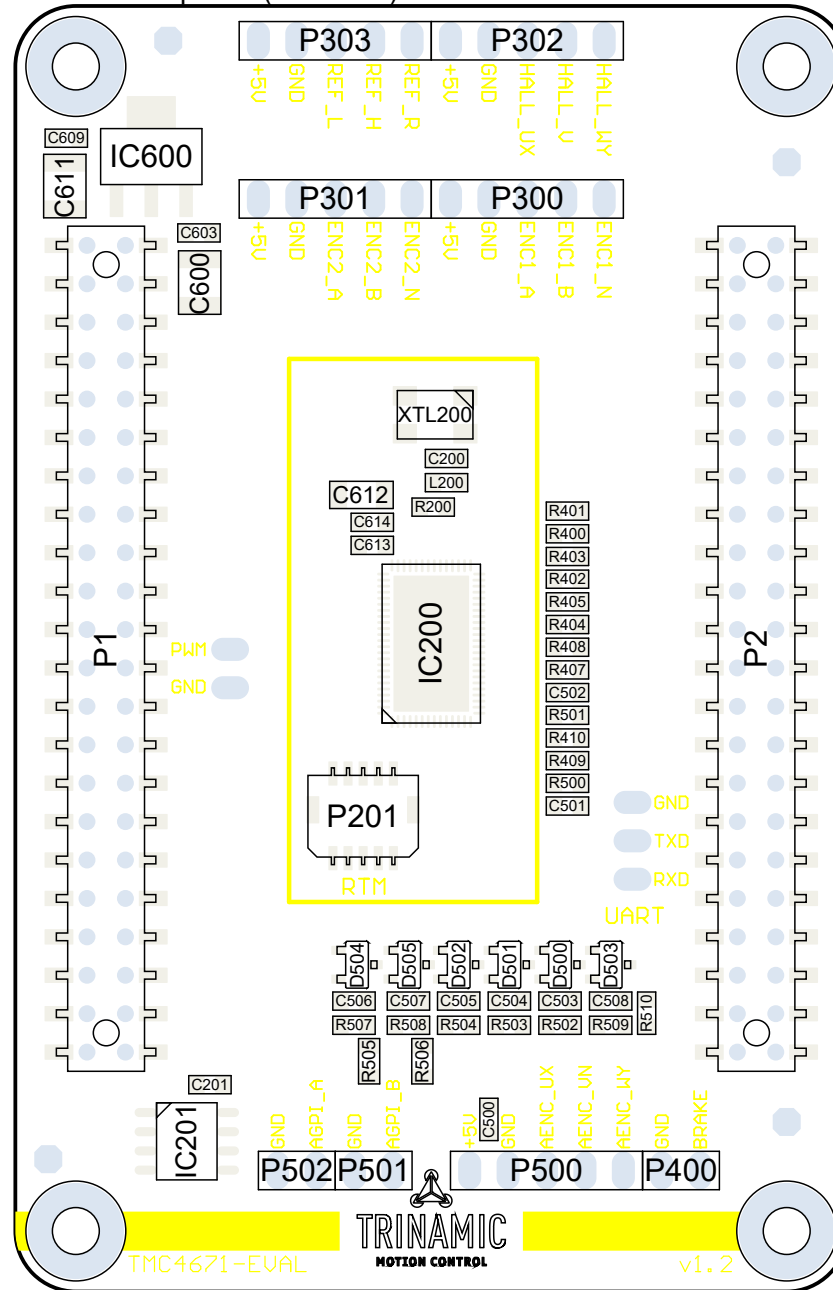 P303 P302
+5V GND REF_L REF_H REF_R +5V GND HALL_UX HALL_V HALL_WY
C609
IC600
C611
P301 P300
C603
+5V GND ENC2_A ENC2_B ENC2_N +5V GND ENC1_A ENC1_B ENC1_N
C600
XTL200
C200
L200
C612
R200
C614
C613
R401
R400
R403
R402
R405
R404
R408
R407
C502
R501
R410
R409
R500
C501
IC200
P1
P2
PWM
GND
P201
RTM
GND
TXD
RXD
UART
D504 D505 D502 D501 D500 D503
C506 C507 C505 C504 C503 C508
R507 R508 R504 R503 R502 R509 R510
R505 R506
C201
IC201
GND AGPI_A GND AGPI_B +5V C500 GND AENC_UX AENC_VN AENC_WY GND BRAKE
P502 P501 P500 P400
TRINAMIC
MOTION CONTROL
TMC4671-EVAL v1.2